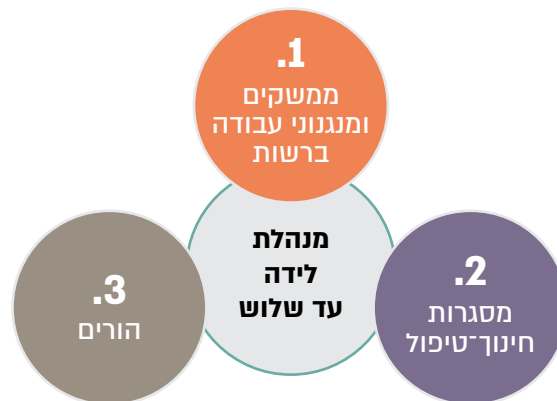 1.
ממשקים
ומנגנוני עבודה
ברשות
מנהלת
לידה
עד שלוש
2.
מסגרות
חינוך־טיפול
3.
הורים